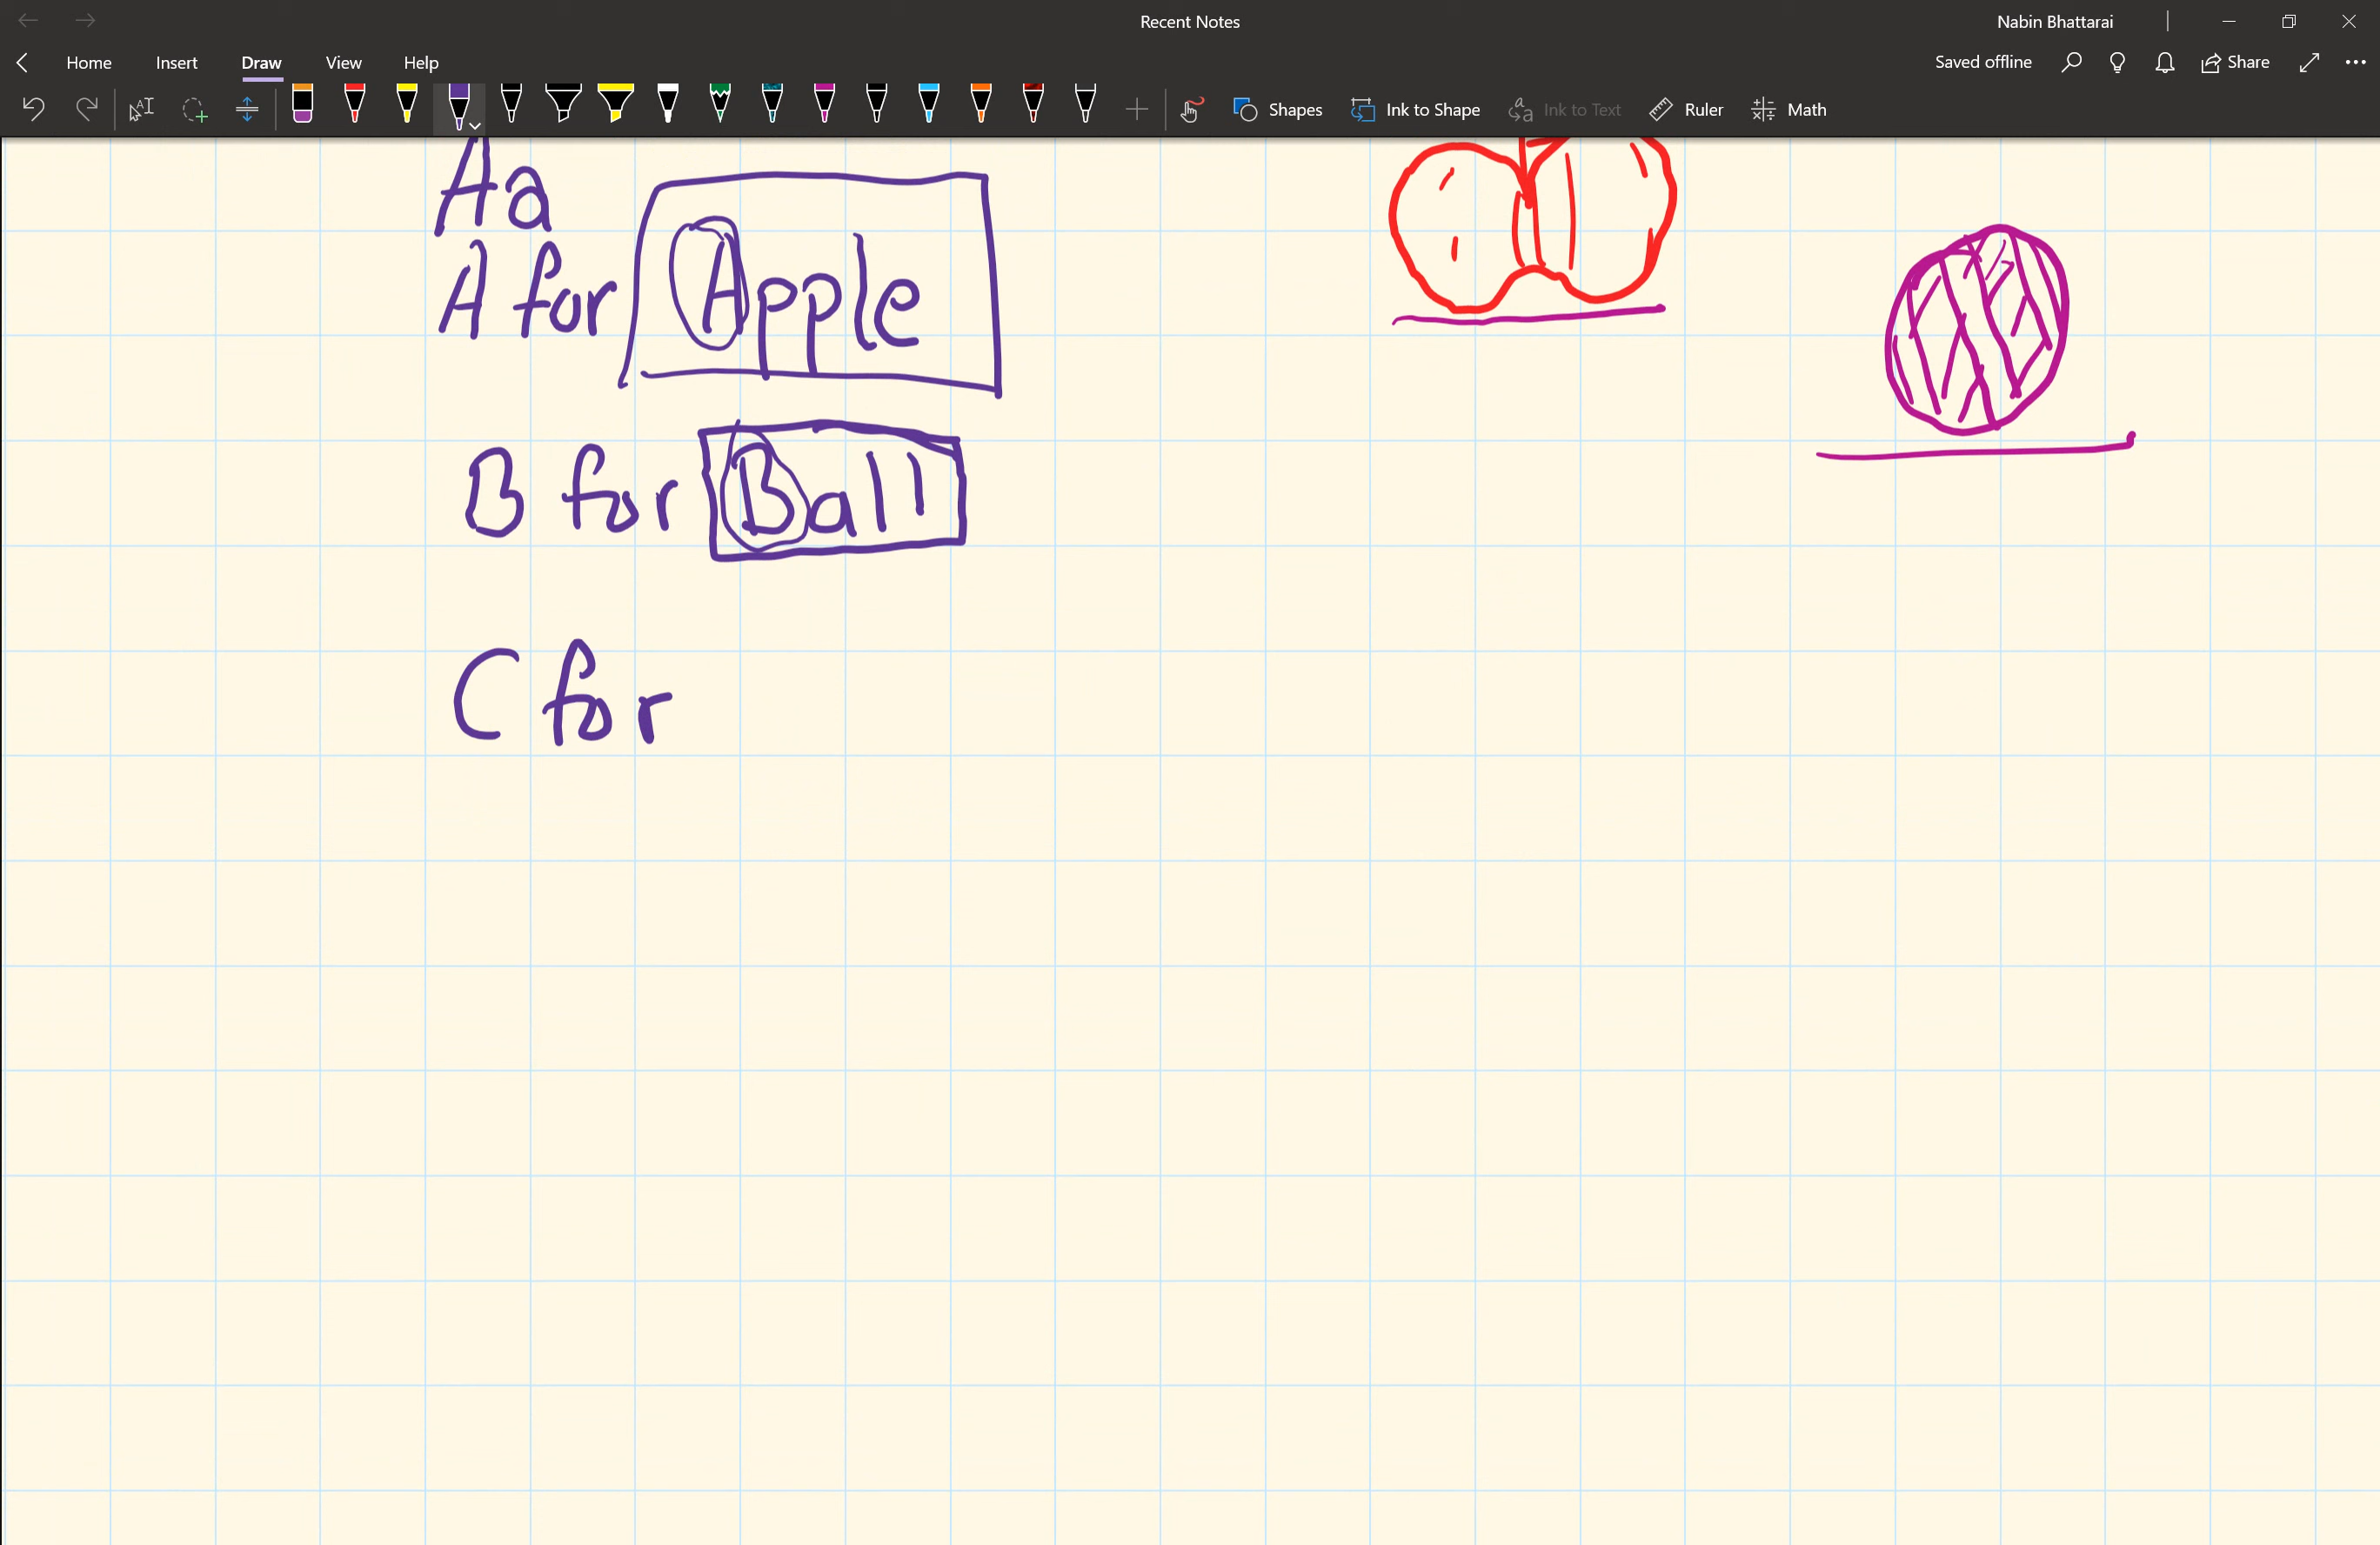 Recent Notes
Nabin Bhattarai
Home Insert Draw View Help
Saved offline
Share
Shapes
Ink to Shape
Ink to Text
Ruler
Math
Aa
A for Apple
B for Ball
C for